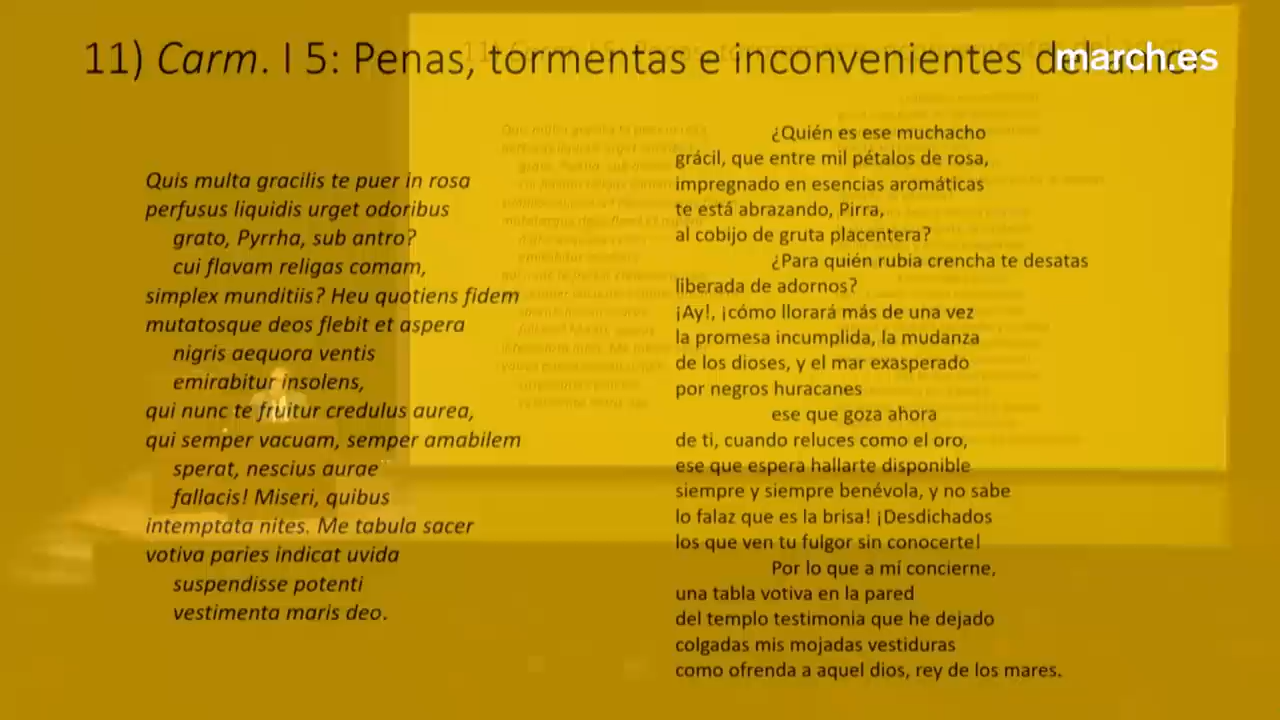 11) Carm. I 5: Penas, tormentas e inconvenientes del amor
march.es
Quis multa gracilis te puer in rosa
perfusus liquidis urget odoribus
grato, Pyrrha, sub antro?
cui flavam religas comam,
simplex munditiis? Heu quotiens fidem
mutatosque deos flebit et aspera
nigris aequora ventis
emirabitur insolens,
qui nunc te fruitur credulus aurea,
qui semper vacuam, semper amabilem
sperat, nescius aurae
fallacis! Miseri, quibus
intemptata nites. Me tabula sacer
votiva paries indicat uvida
suspendisse potenti
vestimenta maris deo.
¿Quién es ese muchacho
grácil, que entre mil pétalos de rosa,
impregnado en esencias aromáticas
te está abrazando, Pirra,
al cobijo de gruta placentera?
¿Para quién rubia crencha te desatas
liberada de adornos?
¡Ay!, ¡cómo llorará más de una vez
la promesa incumplida, la mudanza
de los dioses, y el mar exasperado
por negros huracanes
ese que goza ahora
de ti, cuando reluces como el oro,
ese que espera hallarte disponible
siempre y siempre benévola, y no sabe
lo falaz que es la brisa! ¡Desdichados
los que ven tu fulgor sin conocerte!
Por lo que a mí concierne,
una tabla votiva en la pared
del templo testimonia que he dejado
colgadas mis mojadas vestiduras
como ofrenda a aquel dios, rey de los mares.